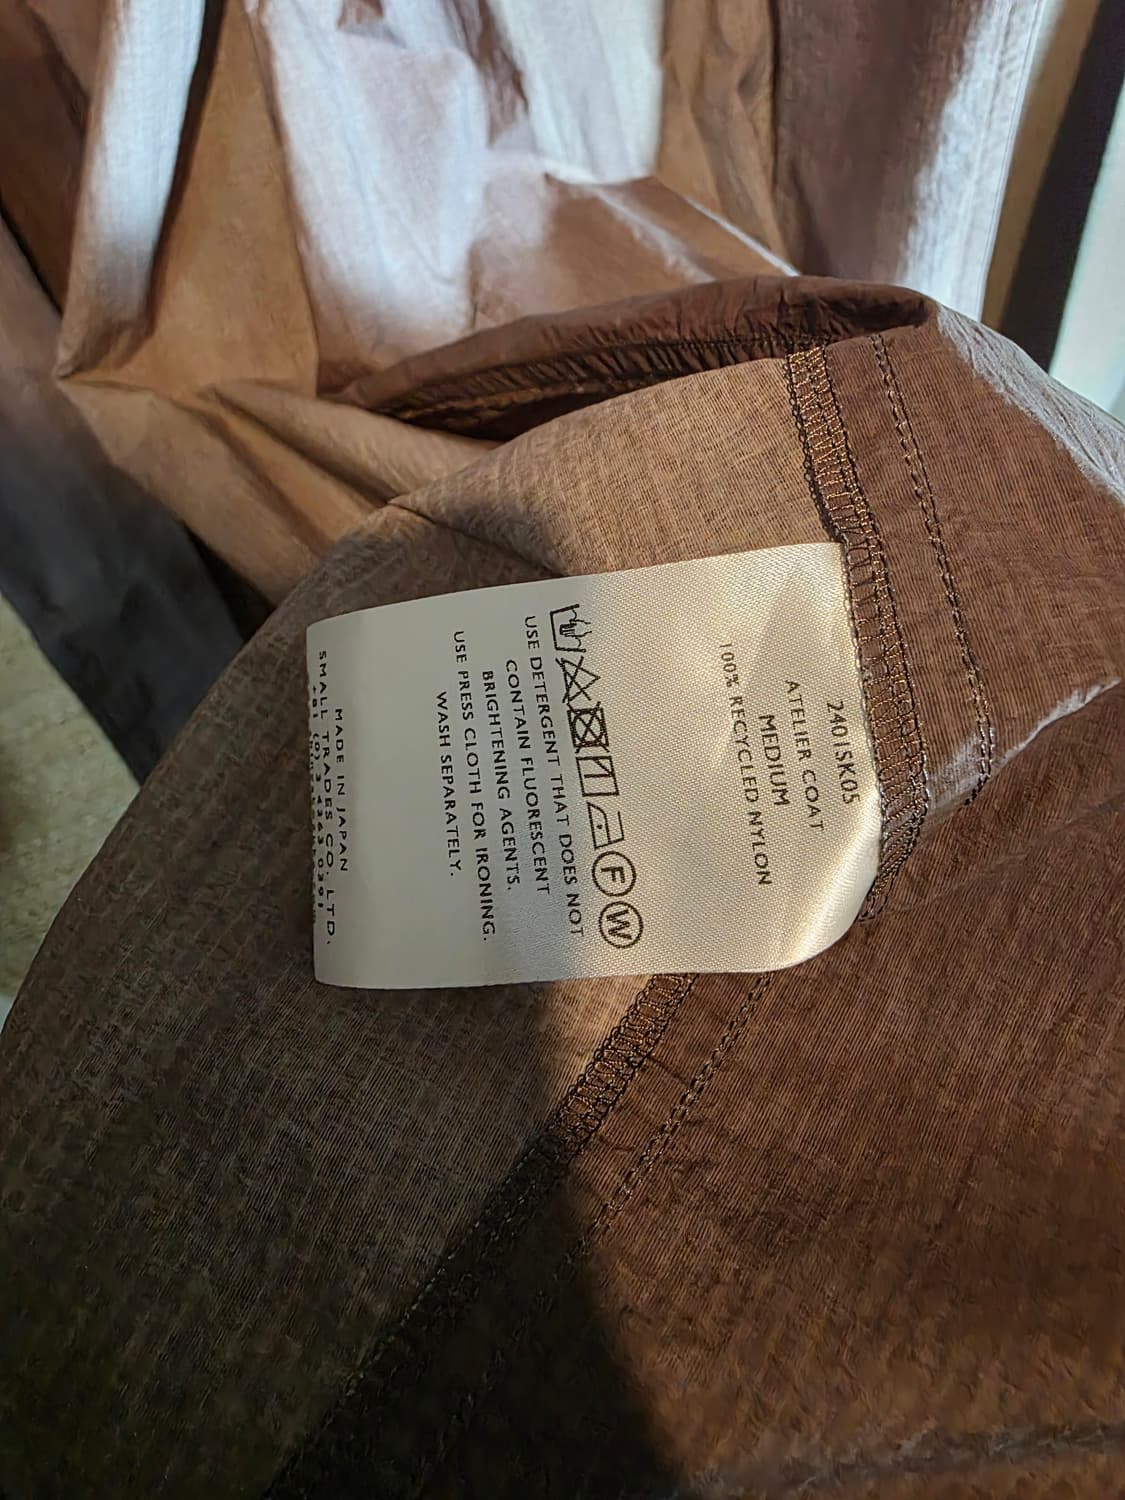 2401SK05
ATELIER COAT
MEDIUM
100% RECYCLED NYLON
F W
USE DETERGENT THAT DOES NOT
CONTAIN FLUORESCENT
BRIGHTENING AGENTS.
USE PRESS CLOTH FOR IRONING.
WASH SEPARATELY.
MADE IN JAPAN
SMALL TRADES CO. LTD.